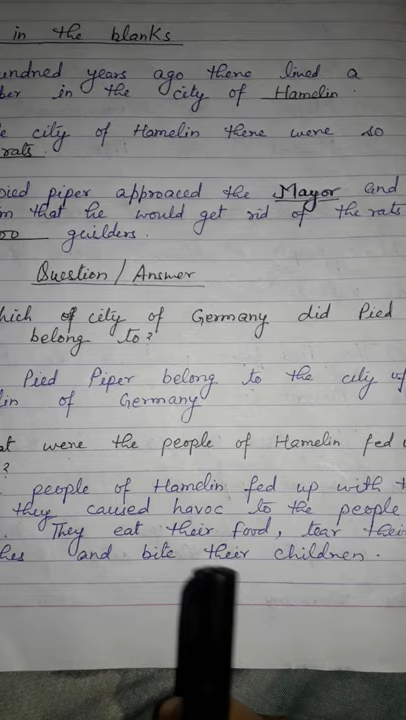 in the blanks
undred years ago there lived a
ber in the city of Hamelin.
e city of Hamelin there were so
rats.
pied piper approaced the Mayor and
m that he would get rid of the rats
00 guilders.
Question/Answer
hich of city of Germany did Pied
belong to?
Pied Piper belong to the city of
lin of Germany
at were the people of Hamelin fed u
?
people of Hamelin fed up with t
they caused havoc to the people
. They eat their food, tear their
hes and bite their children.